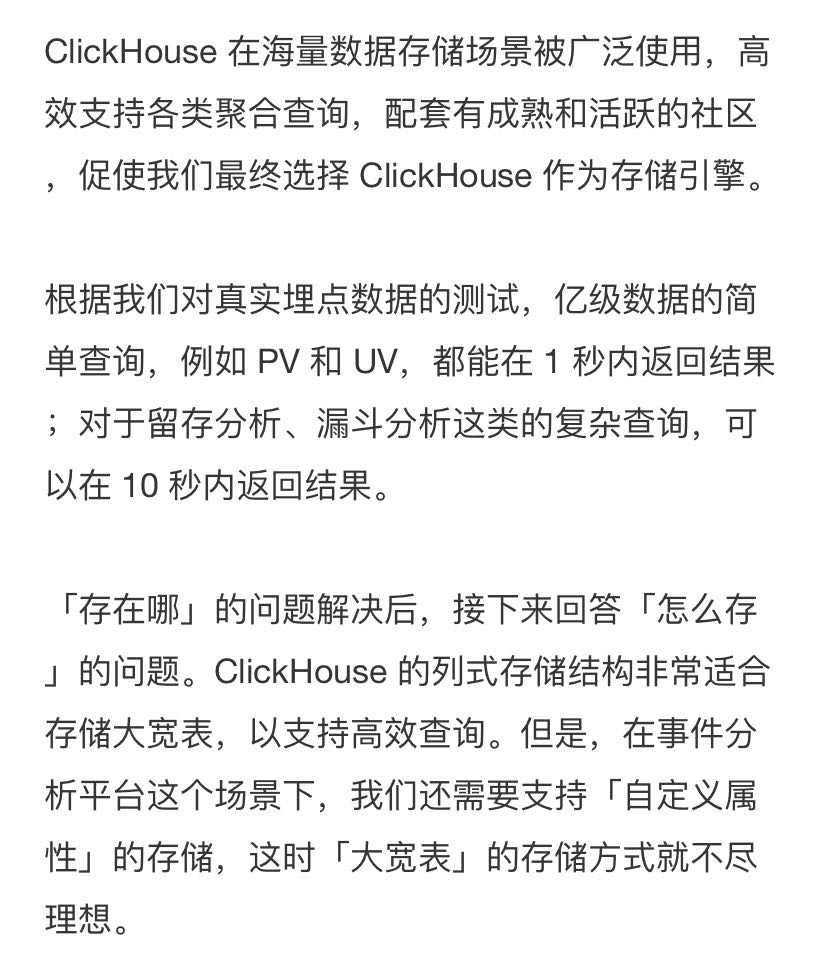 ClickHouse 在海量数据存储场景被广泛使用，高
效支持各类聚合查询，配套有成熟和活跃的社区
，促使我们最终选择 ClickHouse 作为存储引擎。
根据我们对真实埋点数据的测试，亿级数据的简
单查询，例如 PV 和 UV，都能在 1 秒内返回结果
；对于留存分析、漏斗分析这类的复杂查询，可
以在 10 秒内返回结果。
「存在哪」的问题解决后，接下来回答「怎么存
」的问题。ClickHouse 的列式存储结构非常适合
存储大宽表，以支持高效查询。但是，在事件分
析平台这个场景下，我们还需要支持「自定义属
性」的存储，这时「大宽表」的存储方式就不尽
理想。